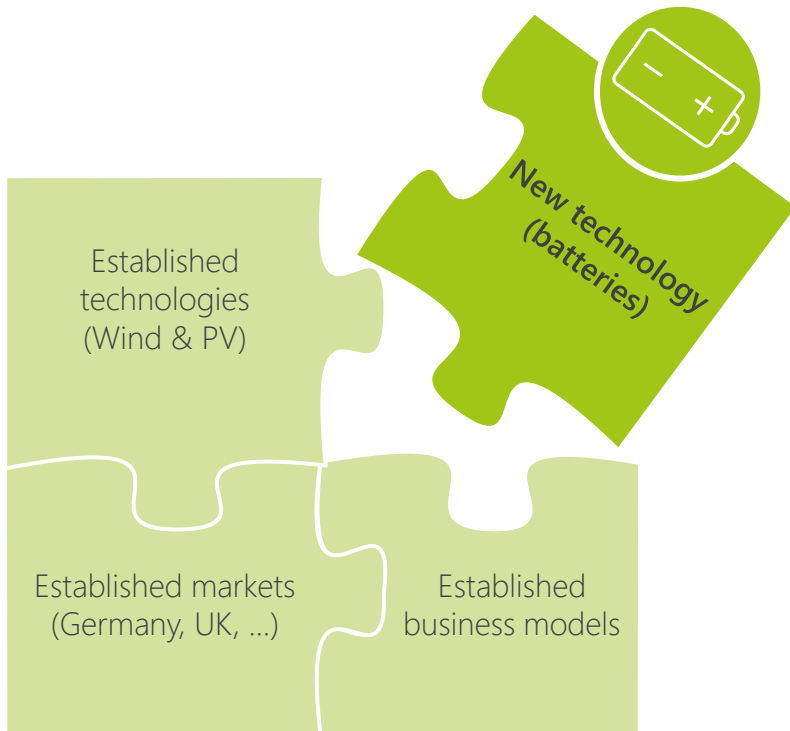 New technology
(batteries)
Established
technologies
(Wind & PV)
Established markets
(Germany, UK, ...)
Established
business models